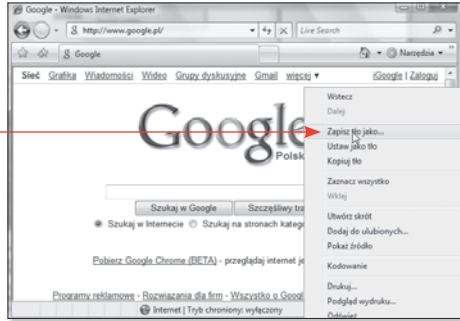 Google - Windows Internet Explorer
http://www.google.pl/
Live Search
Google
Narzędzia
Sieć Grafika Wiadomości Wideo Grupy dyskusyjne Gmail więcej ▼ iGoogle | Zaloguj
Google
Polska
Szukaj w Google Szczęśliwy tra
Szukaj w Internecie Szukaj na stronach katego
Pobierz Google Chrome (BETA) - przeglądaj internet je
Programy reklamowe - Rozwiązania dla firm - Wszystko o Googl
Internet | Tryb chroniony: wyłączony
Wstecz
Dalej
Zapisz tło jako...
Ustaw jako tło
Kopiuj tło
Zaznacz wszystko
Wklej
Utwórz skrót
Dodaj do ulubionych...
Pokaż źródło
Kodowanie
Drukuj...
Podgląd wydruku...
Odśwież